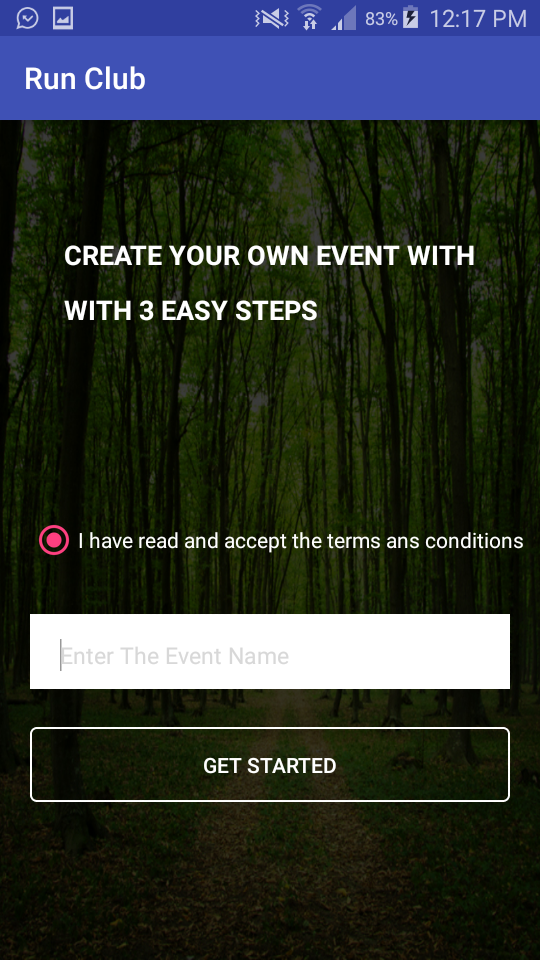 83% 12:17 PM
Run Club
CREATE YOUR OWN EVENT WITH
WITH 3 EASY STEPS
I have read and accept the terms ans conditions
Enter The Event Name
GET STARTED